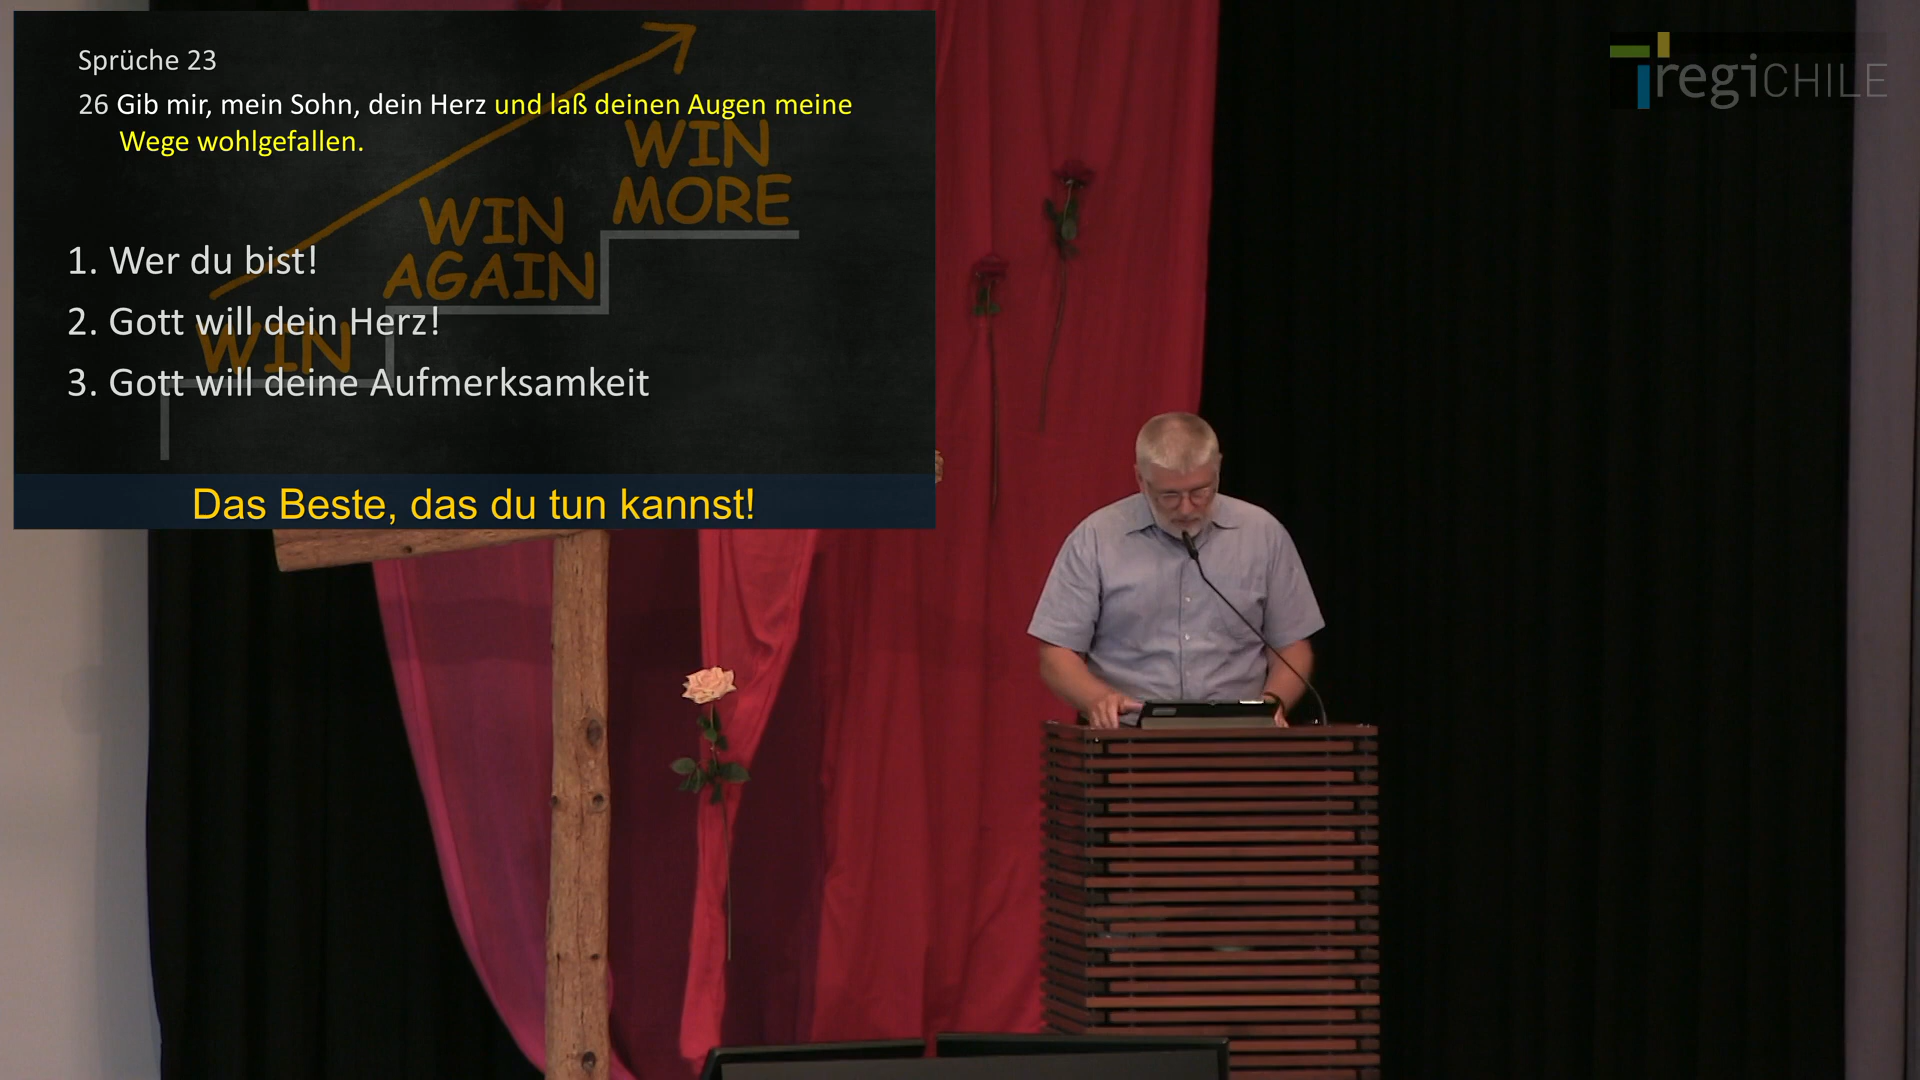 Sprüche 23
26 Gib mir, mein Sohn, dein Herz und laß deinen Augen meine
Wege wohlgefallen.
WIN
MORE
WIN
AGAIN
WIN
1. Wer du bist!
2. Gott will dein Herz!
3. Gott will deine Aufmerksamkeit
Das Beste, das du tun kannst!
regiCHILE